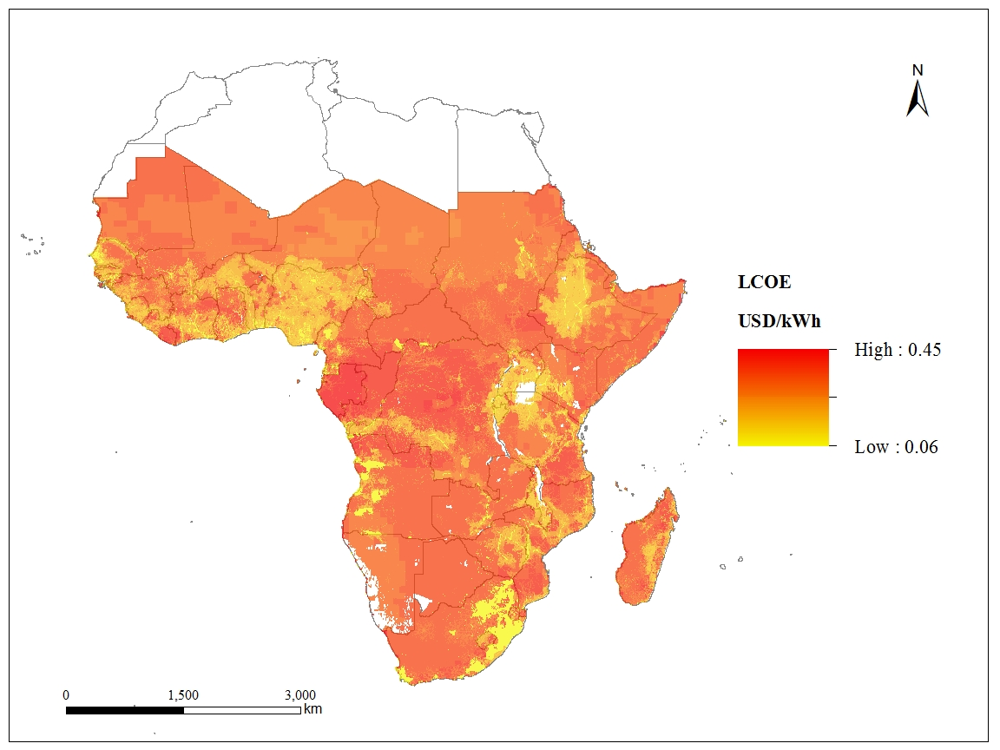 N
LCOE
USD/kWh
High : 0.45
Low : 0.06
0 1,500 3,000
km